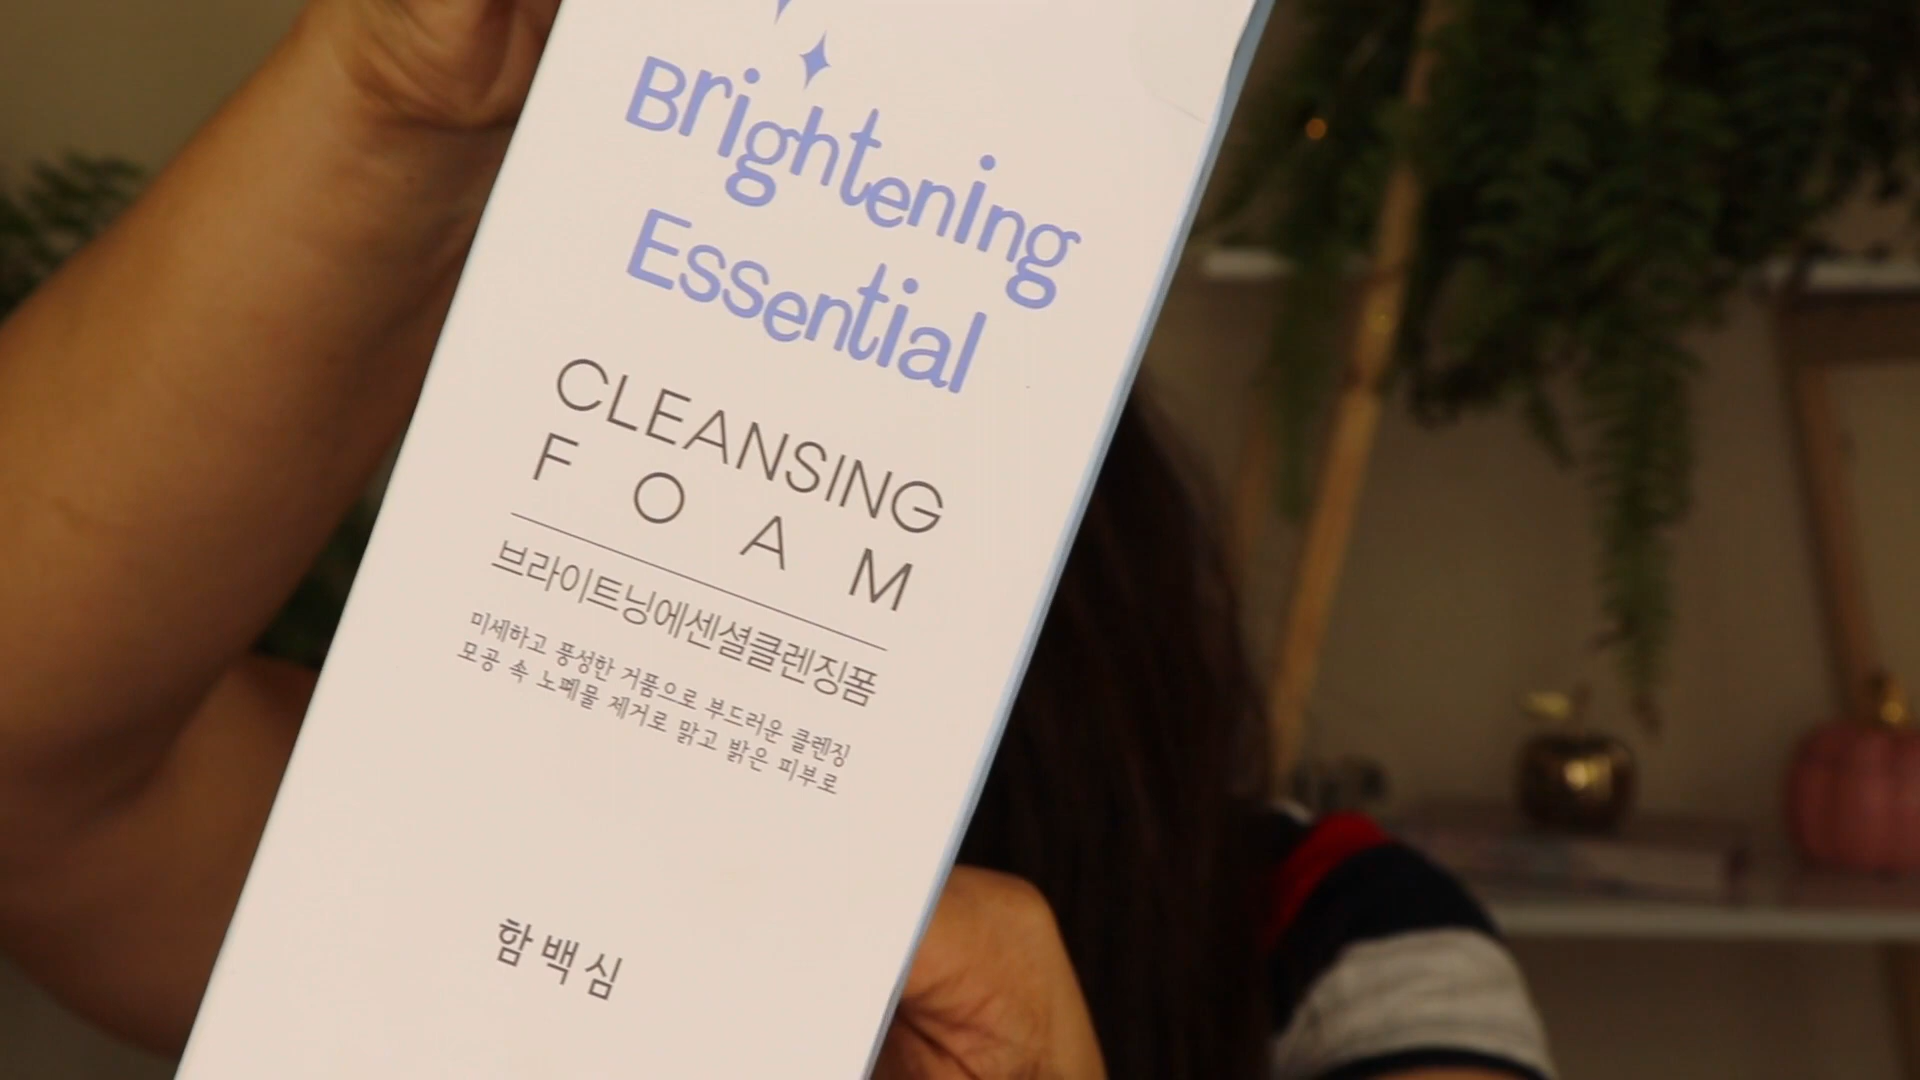 Brightening
Essential
CLEANSING
FOAM
브라이트닝에센셜클렌징폼
미세하고 풍성한 거품으로 부드러운 클렌징
모공 속 노폐물 제거로 맑고 밝은 피부로
함백심